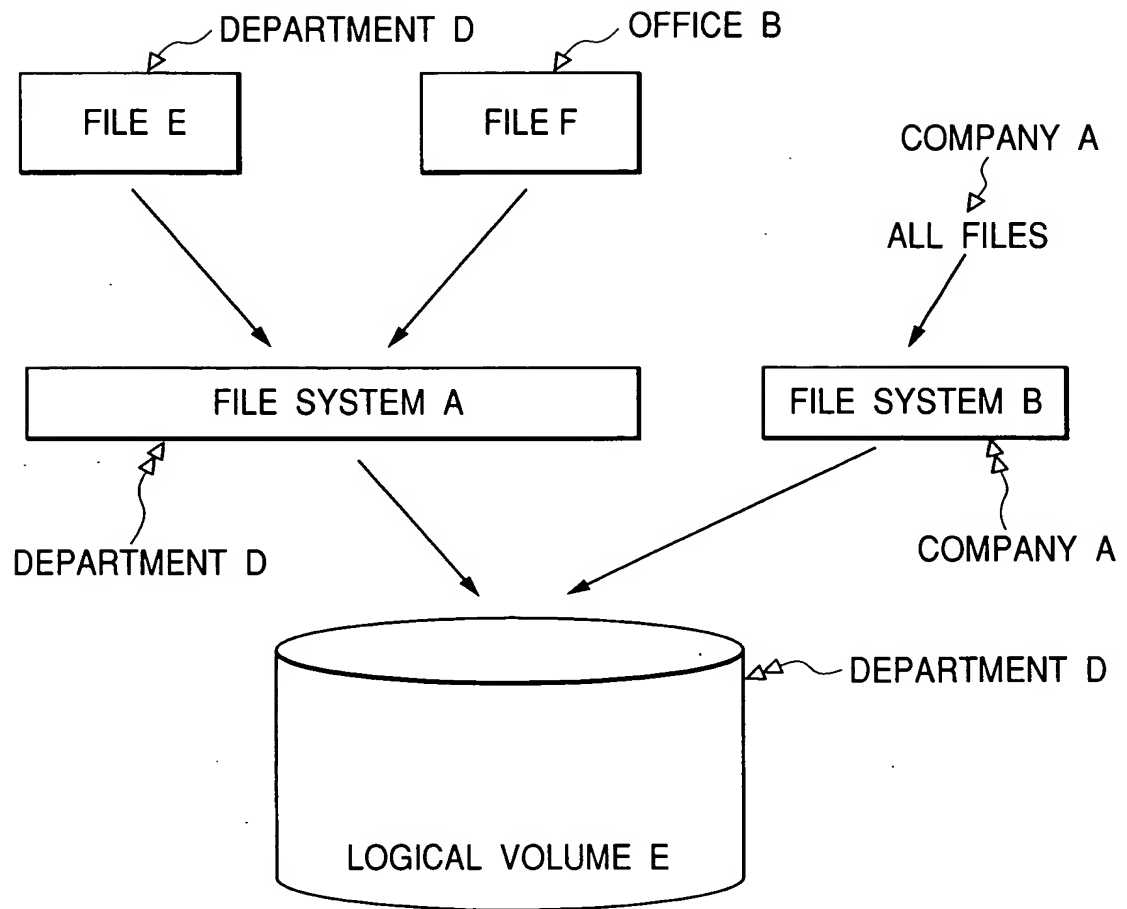 DEPARTMENT D
OFFICE B
FILE E
FILE F
COMPANY A
ALL FILES
FILE SYSTEM A
FILE SYSTEM B
DEPARTMENT D
COMPANY A
DEPARTMENT D
LOGICAL VOLUME E